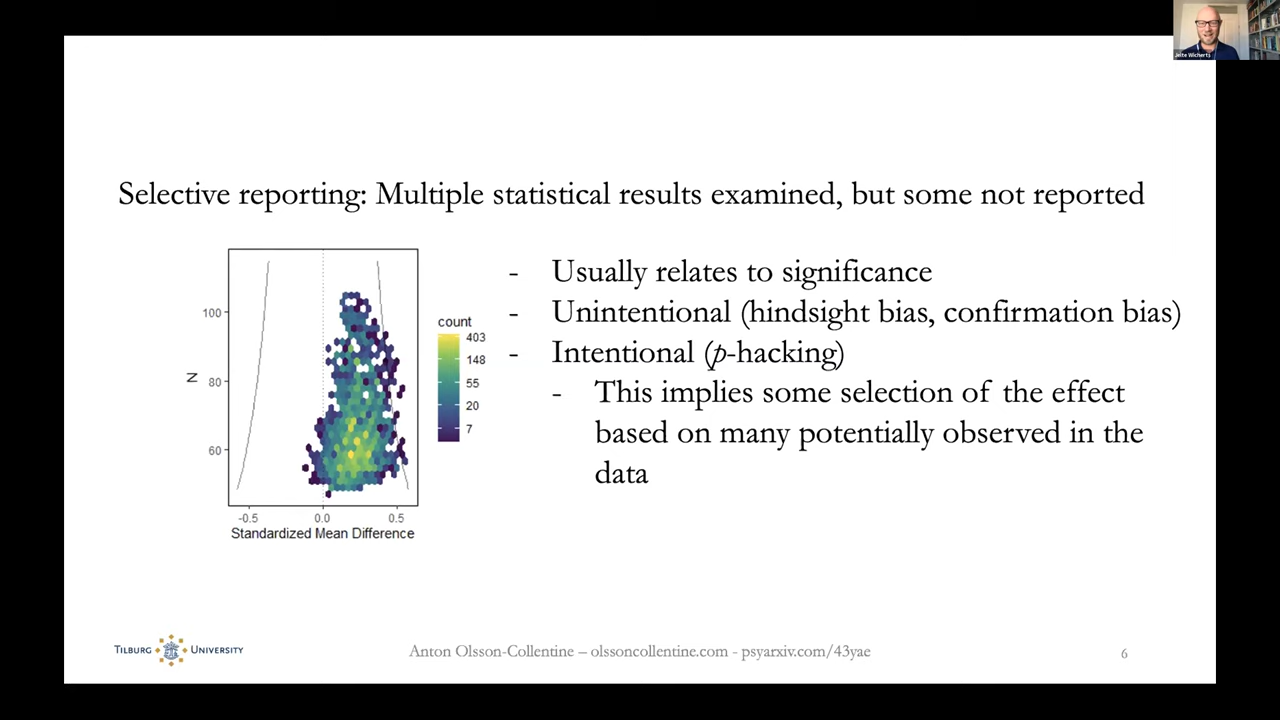 Jelte Wicherts
Selective reporting: Multiple statistical results examined, but some not reported
- Usually relates to significance
- Unintentional (hindsight bias, confirmation bias)
- Intentional (p-hacking)
- This implies some selection of the effect
based on many potentially observed in the
data
N
100
80
60
-0.5
0.0
0.5
Standardized Mean Difference
count
403
148
55
20
7
TILBURG UNIVERSITY
Anton Olsson-Collentine – olssoncollentine.com - psyarxiv.com/43yae
6